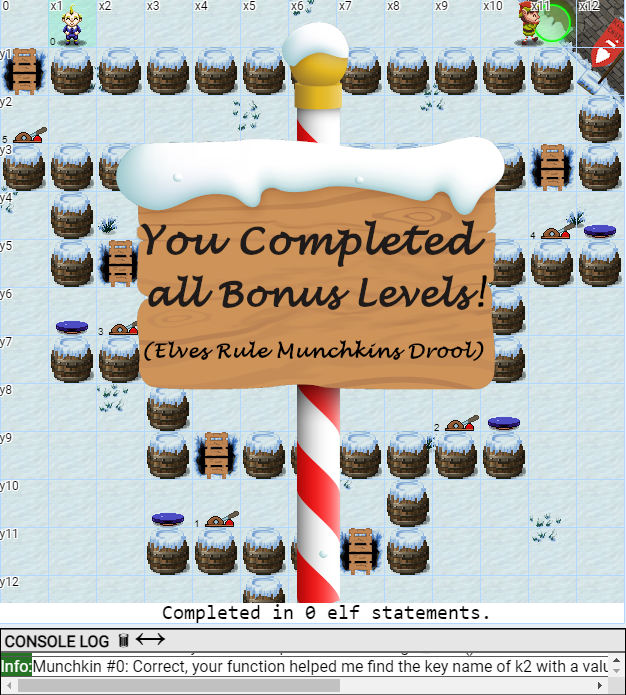 0 x1 x2 x3 x4 x5 x6 x7 x8 x9 x10 x11 x12
0
y1
y2
5
y3
y4
4
y5
You Completed
all Bonus Levels!
y6
3
y7
(Elves Rule Munchkins Drool)
y8
2
y9
y10
1
y11
y12
Completed in 0 elf statements.
CONSOLE LOG
Info:Munchkin #0: Correct, your function helped me find the key name of k2 with a valu